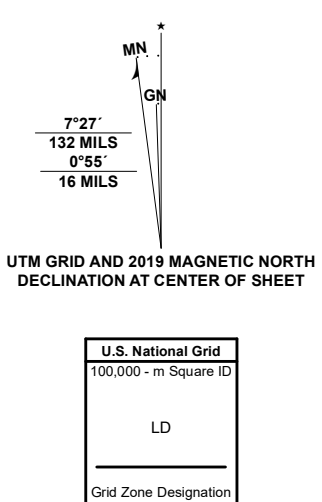 ★
MN
GN
7°27´
132 MILS
0°55´
16 MILS
UTM GRID AND 2019 MAGNETIC NORTH
DECLINATION AT CENTER OF SHEET
U.S. National Grid
100,000 - m Square ID
LD
Grid Zone Designation